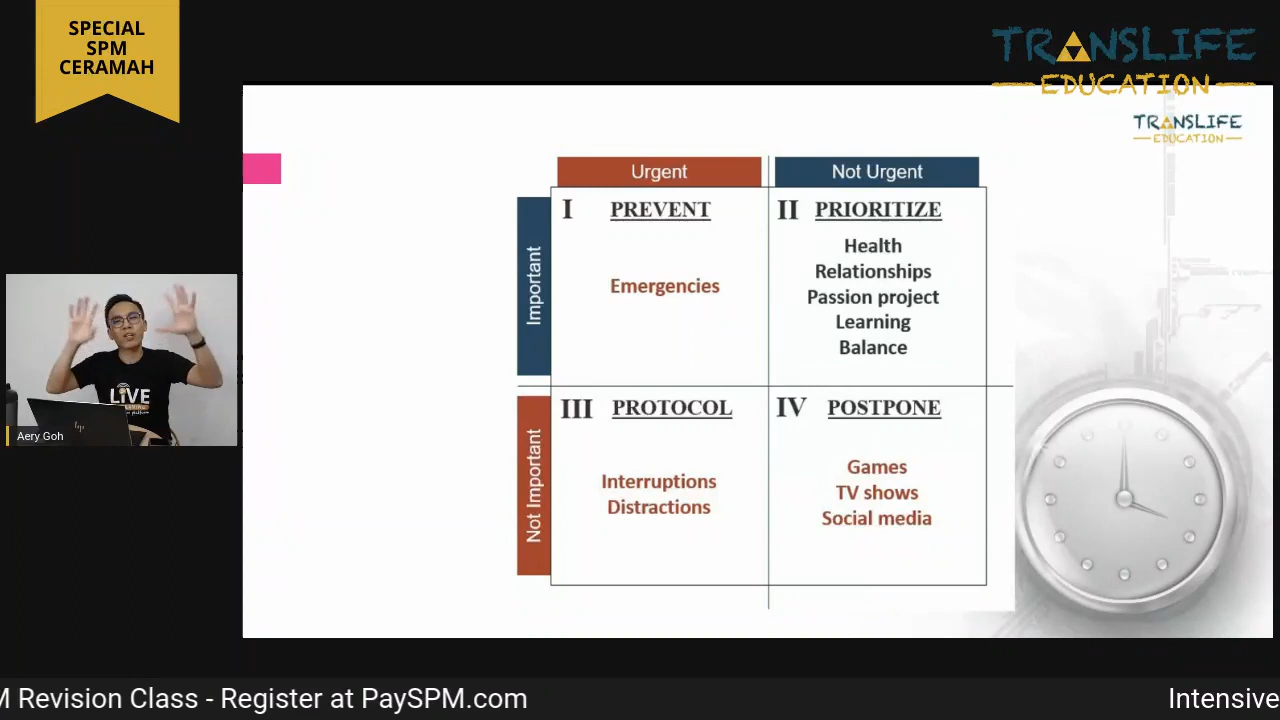 SPECIAL
SPM
CERAMAH
TRANSLIFE
EDUCATION
TRANSLIFE
EDUCATION
Urgent
Not Urgent
Important
I PREVENT
Emergencies
II PRIORITIZE
Health
Relationships
Passion project
Learning
Balance
Not Important
III PROTOCOL
Interruptions
Distractions
IV POSTPONE
Games
TV shows
Social media
LiVE
Aery Goh
M Revision Class - Register at PaySPM.com
Intensive